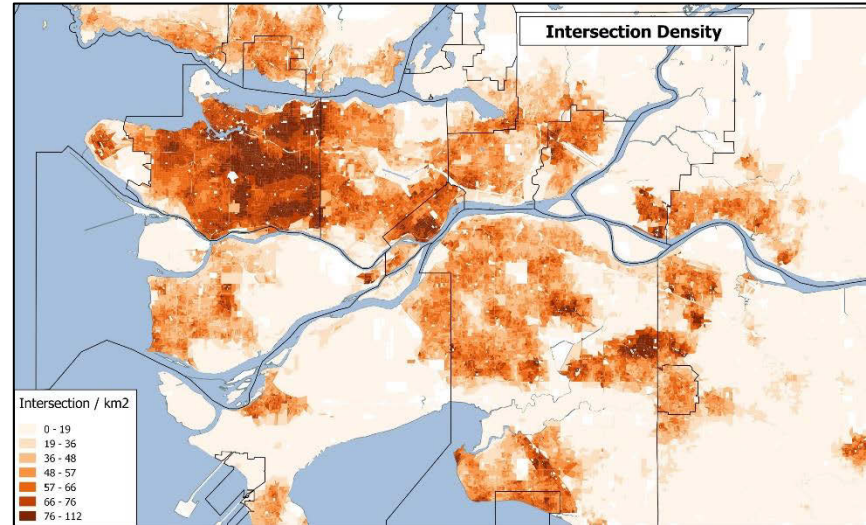 Intersection Density
Intersection / km2
0 - 19
19 - 36
36 - 48
48 - 57
57 - 66
66 - 76
76 - 112